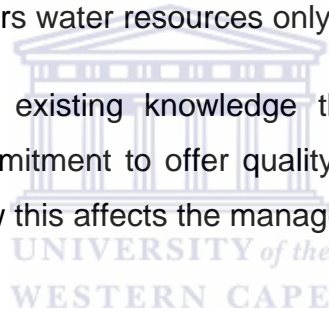 rs water resources only
existing knowledge th
mitment to offer quality
this affects the manage
UNIVERSITY of the
WESTERN CAPE